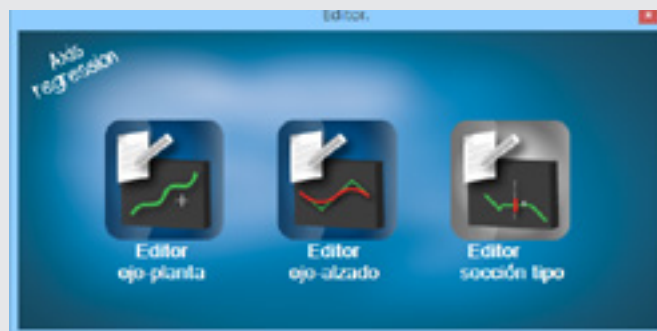 Editor.
Axis
regression
Editor
eje-planta
Editor
eje-alzado
Editor
sección tipo